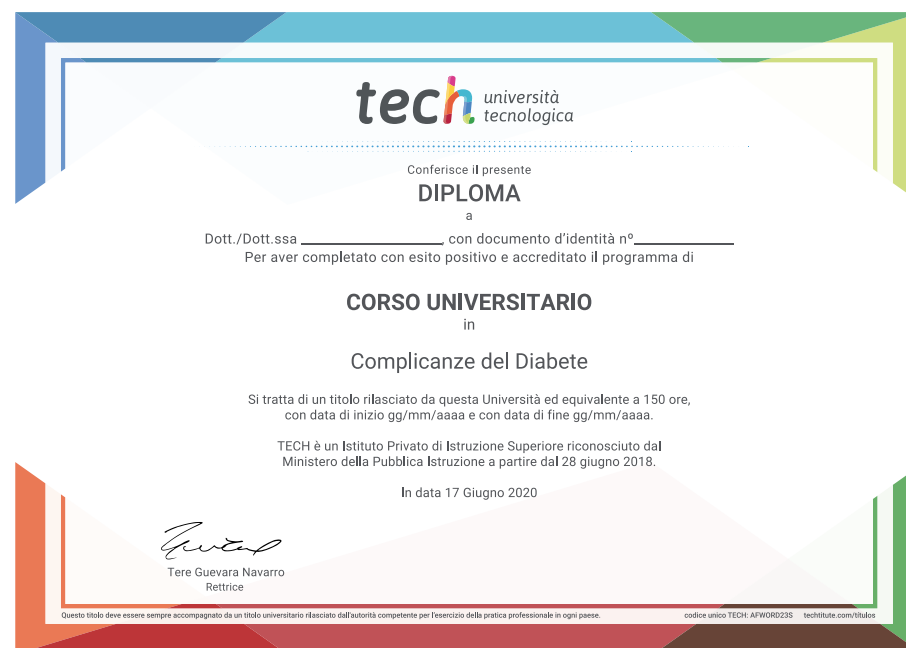 tech università
tecnologica
Conferisce il presente
DIPLOMA
a
Dott./Dott.ssa ____________________, con documento d'identità nº______________
Per aver completato con esito positivo e accreditato il programma di
CORSO UNIVERSITARIO
in
Complicanze del Diabete
Si tratta di un titolo rilasciato da questa Università ed equivalente a 150 ore,
con data di inizio gg/mm/aaaa e con data di fine gg/mm/aaaa.
TECH è un Istituto Privato di Istruzione Superiore riconosciuto dal
Ministero della Pubblica Istruzione a partire dal 28 giugno 2018.
In data 17 Giugno 2020
Tere Guevara Navarro
Rettrice
Questo titolo deve essere sempre accompagnato da un titolo universitario rilasciato dall'autorità competente per l'esercizio della pratica professionale in ogni paese. codice unico TECH: AFWORD23S techtitute.com/titulos